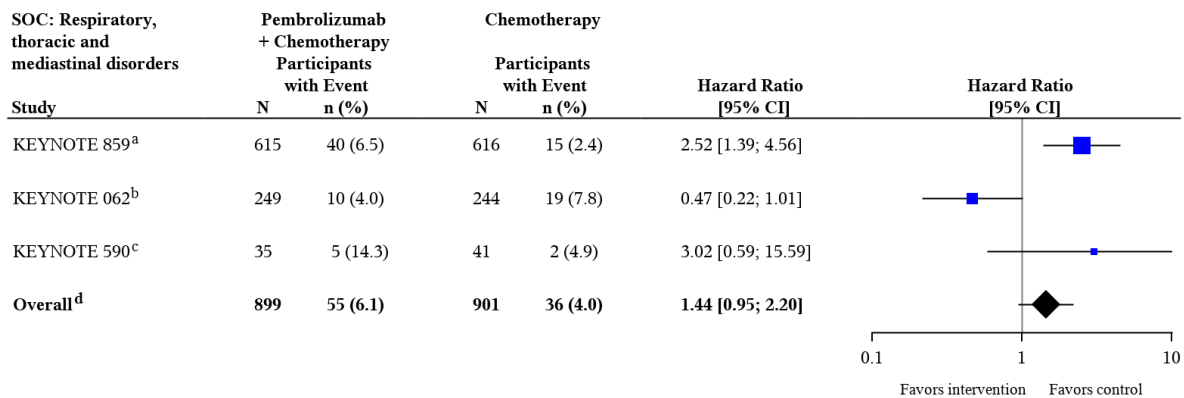 SOC: Respiratory, Pembrolizumab Chemotherapy
thoracic and + Chemotherapy
mediastinal disorders Participants Participants
with Event with Event Hazard Ratio Hazard Ratio
Study N n (%) N n (%) [95% CI] [95% CI]
KEYNOTE 859a 615 40 (6.5) 616 15 (2.4) 2.52 [1.39; 4.56]
KEYNOTE 062b 249 10 (4.0) 244 19 (7.8) 0.47 [0.22; 1.01]
KEYNOTE 590c 35 5 (14.3) 41 2 (4.9) 3.02 [0.59; 15.59]
Overalld 899 55 (6.1) 901 36 (4.0) 1.44 [0.95; 2.20]
0.1 1 10
Favors intervention Favors control